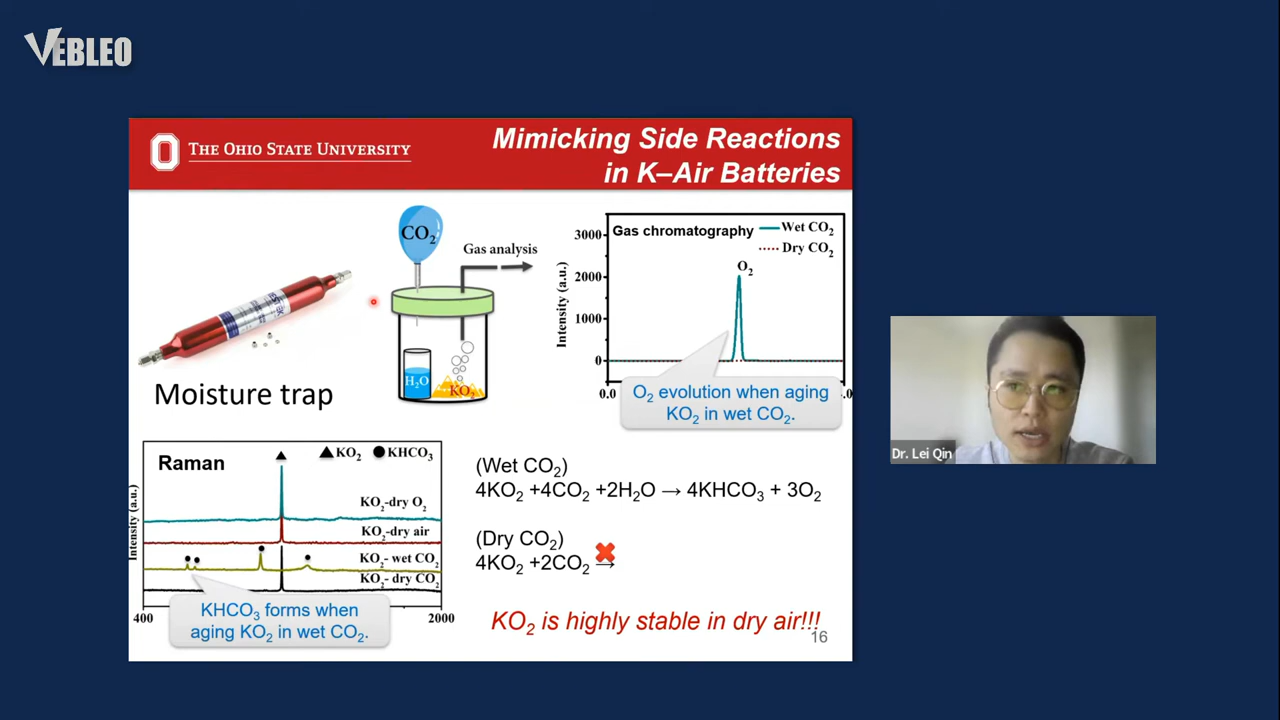 VEBLEO
THE OHIO STATE UNIVERSITY
Mimicking Side Reactions
in K–Air Batteries
CO₂
Gas analysis
H₂O
KO₂
Moisture trap
Gas chromatography
Wet CO₂
Dry CO₂
O₂
3000
2000
1000
0
Intensity (a.u.)
0.0
O₂ evolution when aging
KO₂ in wet CO₂.
Raman
▲KO₂ ●KHCO₃
KO₂-dry O₂
KO₂-dry air
KO₂- wet CO₂
KO₂- dry CO₂
Intensity (a.u.)
400
2000
KHCO₃ forms when
aging KO₂ in wet CO₂.
(Wet CO₂)
4KO₂ +4CO₂ +2H₂O → 4KHCO₃ + 3O₂
(Dry CO₂)
4KO₂ +2CO₂ →
KO₂ is highly stable in dry air!!!
16
Dr. Lei Qin